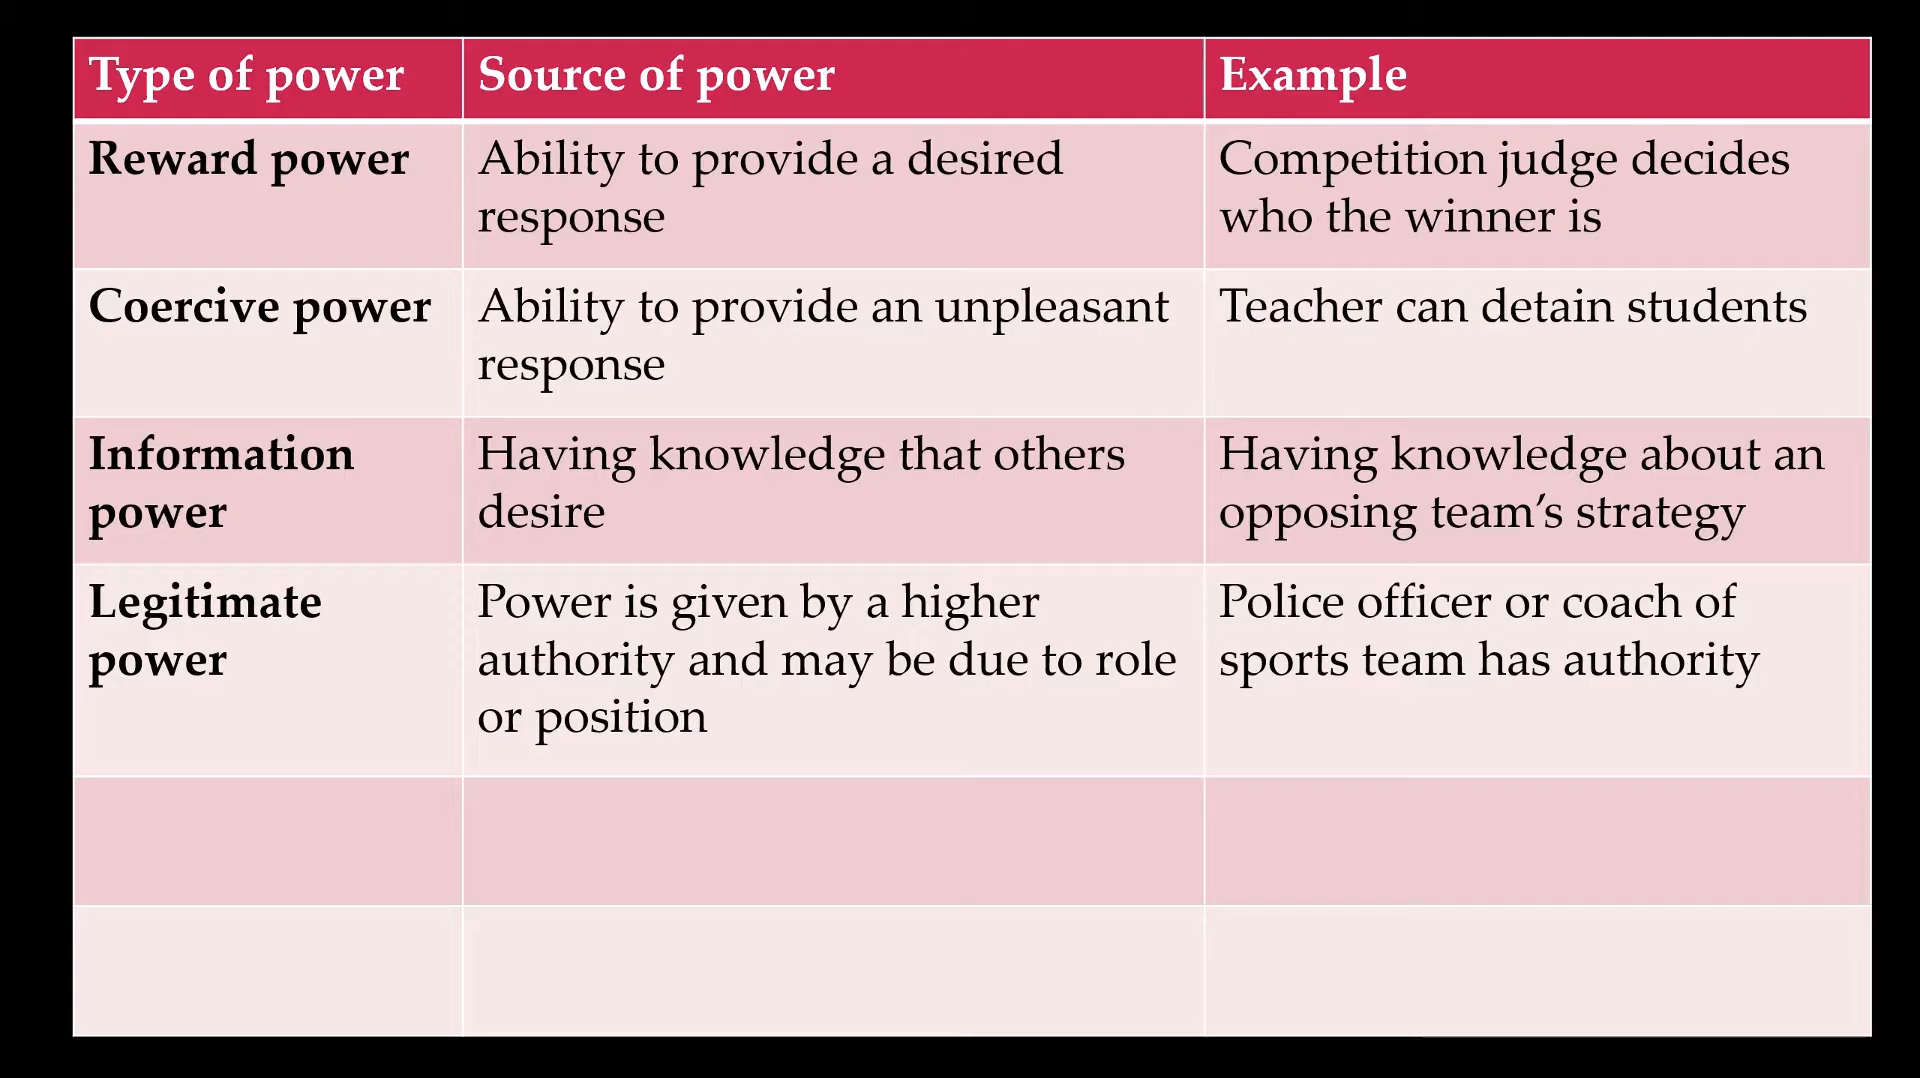 Type of power
Source of power
Example
Reward power
Ability to provide a desired
response
Competition judge decides
who the winner is
Coercive power
Ability to provide an unpleasant
response
Teacher can detain students
Information
power
Having knowledge that others
desire
Having knowledge about an
opposing team’s strategy
Legitimate
power
Power is given by a higher
authority and may be due to role
or position
Police officer or coach of
sports team has authority